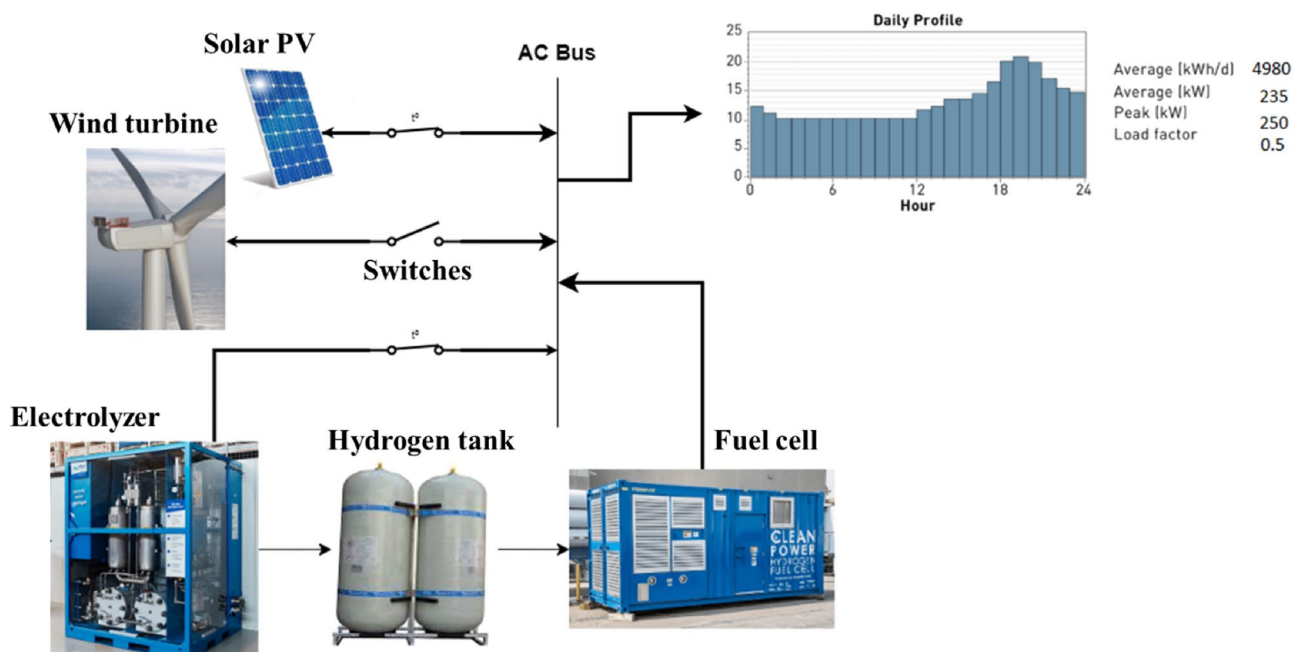 Solar PV
AC Bus
Wind turbine
Switches
Electrolyzer
Hydrogen tank
Fuel cell
CLEAN
POWER
HYDROGEN
FUEL CELL
Daily Profile
25
20
15
10
5
0
0 6 12 18 24
Hour
Average (kWh/d) 4980
Average (kW) 235
Peak (kW) 250
Load factor 0.5
tº
tº